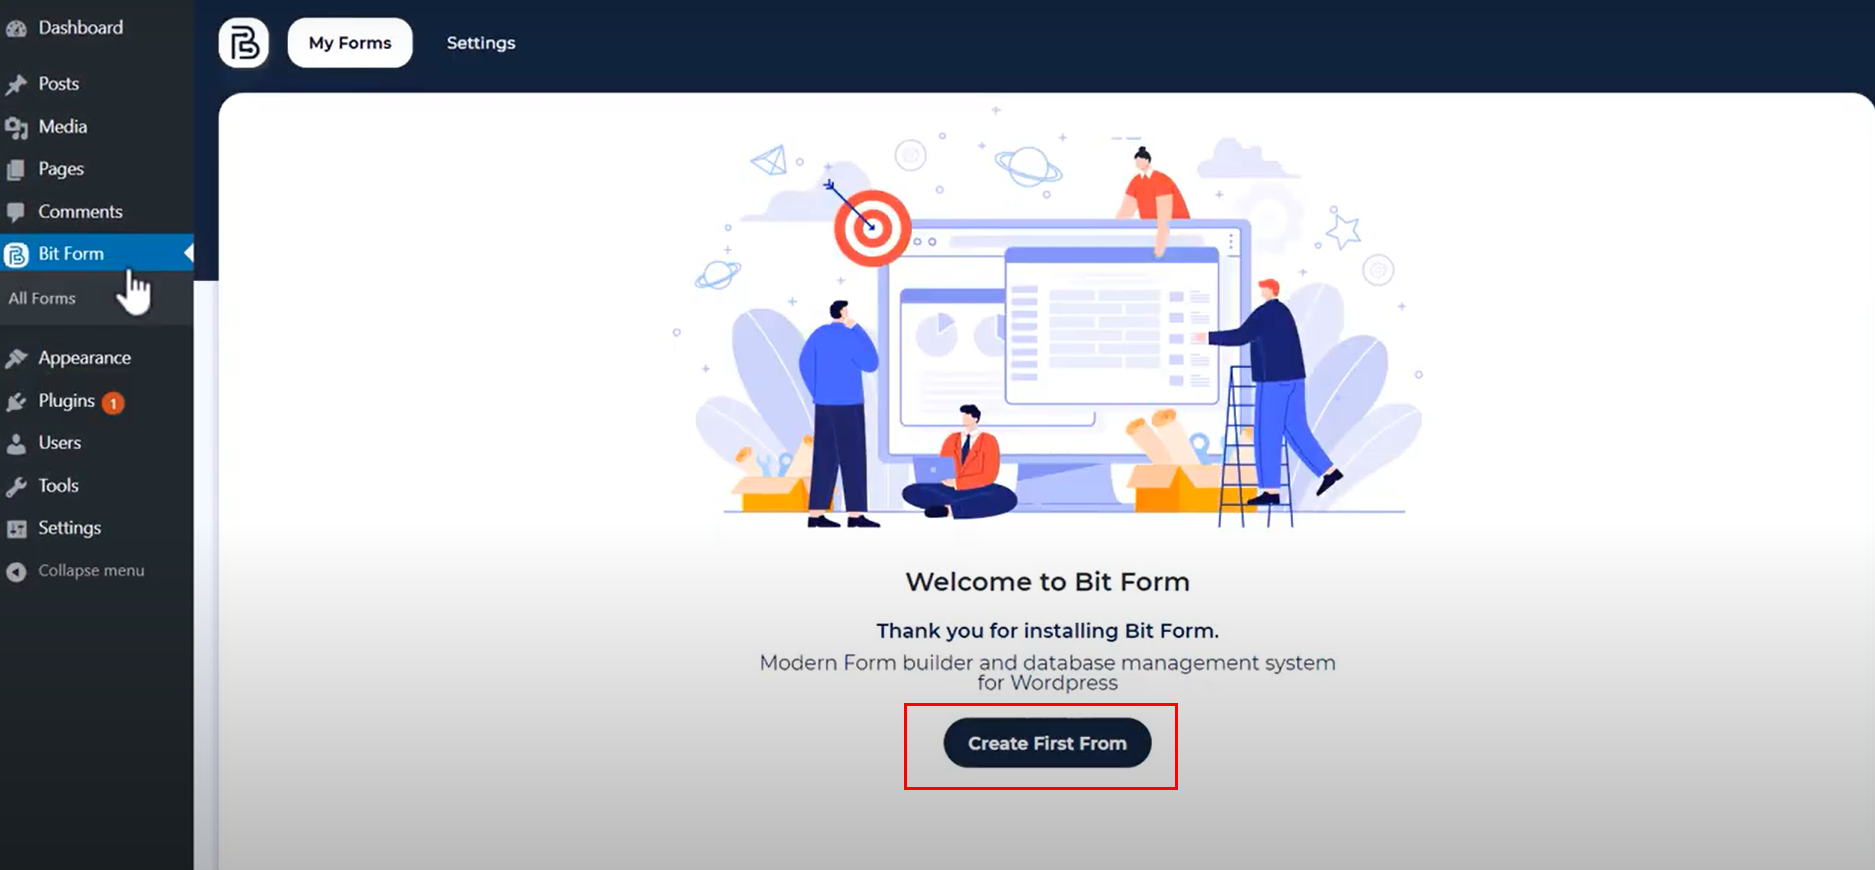 Dashboard
Posts
Media
Pages
Comments
Bit Form
All Forms
Appearance
Plugins 1
Users
Tools
Settings
Collapse menu
My Forms
Settings
Welcome to Bit Form
Thank you for installing Bit Form.
Modern Form builder and database management system
for Wordpress
Create First From